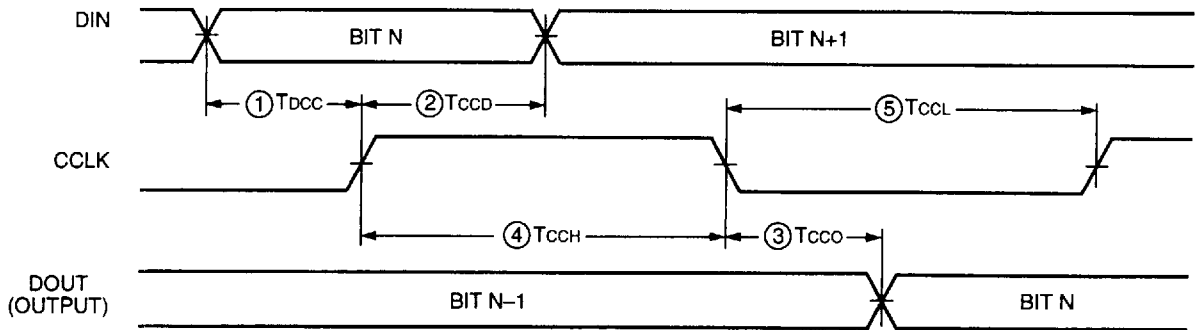 DIN
BIT N
BIT N+1
① TDCC
② TCCD
⑤ TCCL
CCLK
④ TCCH
③ TCCO
DOUT
(OUTPUT)
BIT N–1
BIT N